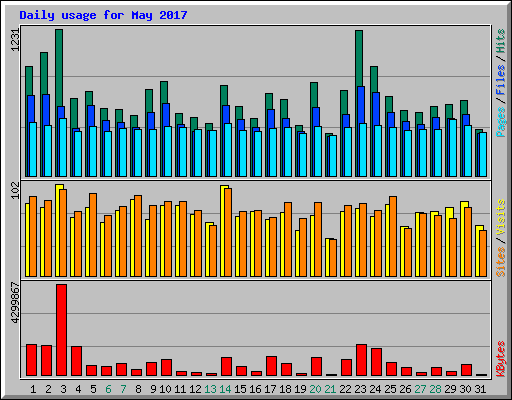 Daily usage for May 2017
1231
Pages / Files / Hits
102
Sites / Visits
4299867
KBytes
1 2 3 4 5 6 7 8 9 10 11 12 13 14 15 16 17 18 19 20 21 22 23 24 25 26 27 28 29 30 31